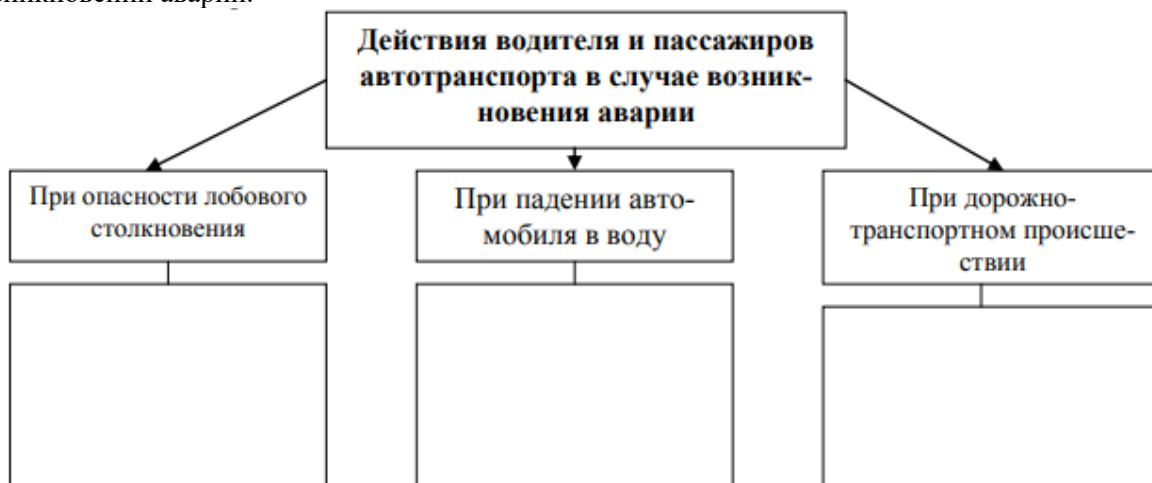 Действия водителя и пассажиров
автотранспорта в случае возник-
новения аварии
При опасности лобового
столкновения
При падении авто-
мобиля в воду
При дорожно-
транспортном происше-
ствии